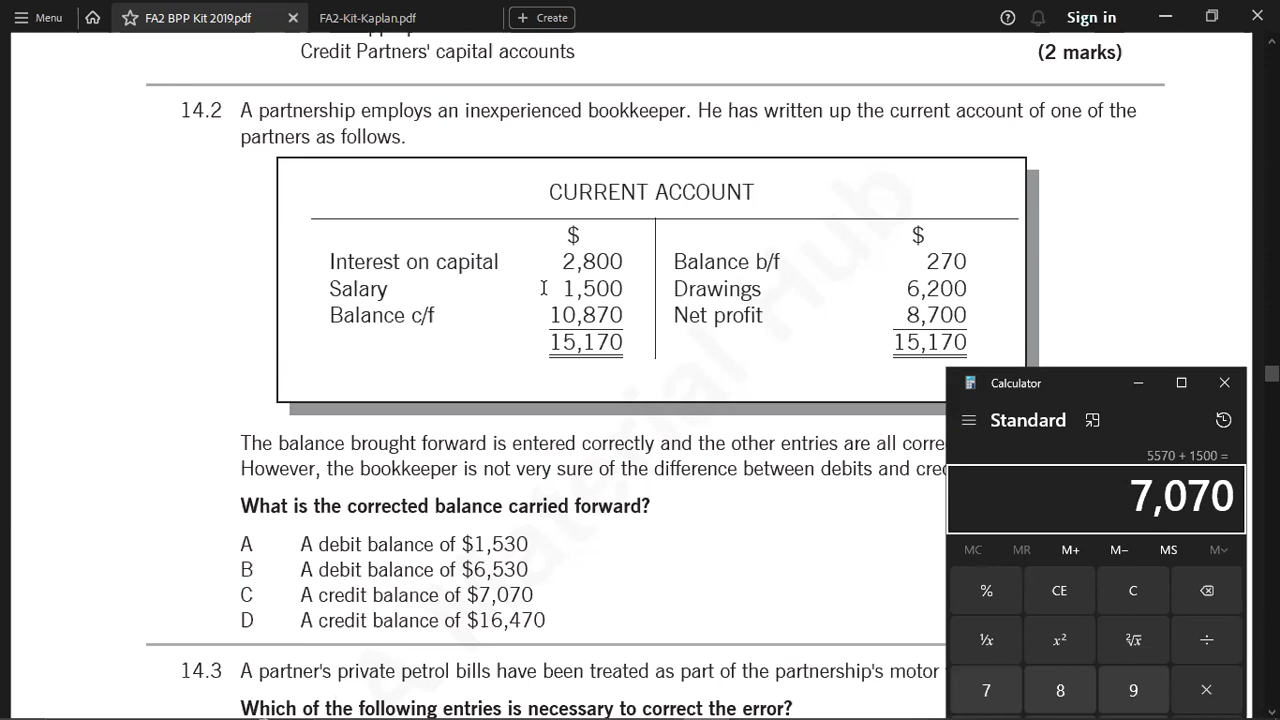 Menu
FA2 BPP Kit 2019.pdf
FA2-Kit-Kaplan.pdf
+ Create
Sign in
Credit Partners' capital accounts
(2 marks)
14.2 A partnership employs an inexperienced bookkeeper. He has written up the current account of one of the
partners as follows.
CURRENT ACCOUNT
$ $
Interest on capital 2,800 Balance b/f 270
Salary 1,500 Drawings 6,200
Balance c/f 10,870 Net profit 8,700
15,170 15,170
The balance brought forward is entered correctly and the other entries are all corre
However, the bookkeeper is not very sure of the difference between debits and cre
What is the corrected balance carried forward?
A A debit balance of $1,530
B A debit balance of $6,530
C A credit balance of $7,070
D A credit balance of $16,470
14.3 A partner's private petrol bills have been treated as part of the partnership's motor
Which of the following entries is necessary to correct the error?
Calculator
Standard
5570 + 1500 =
7,070
MC MR M+ M− MS M
% CE C
¹/x x² ²√x ÷
7 8 9 ×
A Material Hub